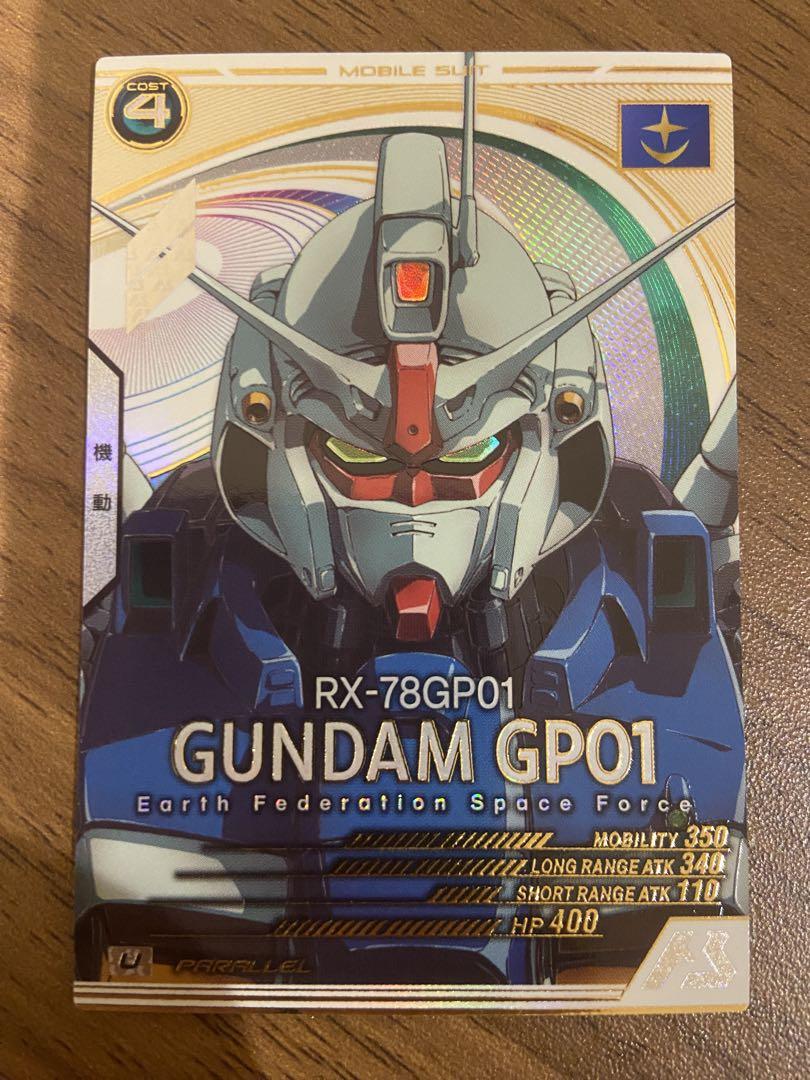 MOBILE SUIT
COST
4
機動
RX-78GP01
GUNDAM GP01
Earth Federation Space Force
MOBILITY 350
LONG RANGE ATK 340
SHORT RANGE ATK 110
HP 400
U PARALLEL